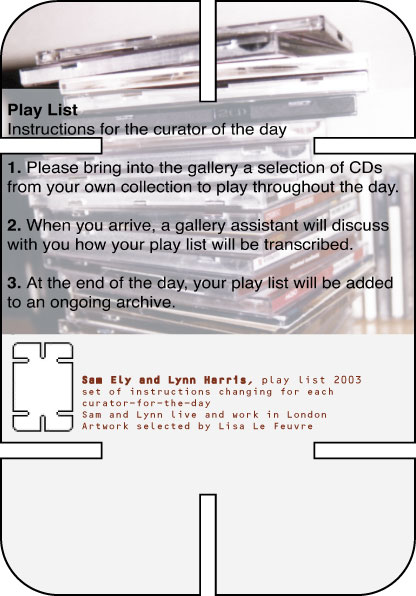 Play List
Instructions for the curator of the day
1. Please bring into the gallery a selection of CDs
from your own collection to play throughout the day.
2. When you arrive, a gallery assistant will discuss
with you how your play list will be transcribed.
3. At the end of the day, your play list will be added
to an ongoing archive.
Sam Ely and Lynn Harris, play list 2003
set of instructions changing for each
curator-for-the-day
Sam and Lynn live and work in London
Artwork selected by Lisa Le Feuvre